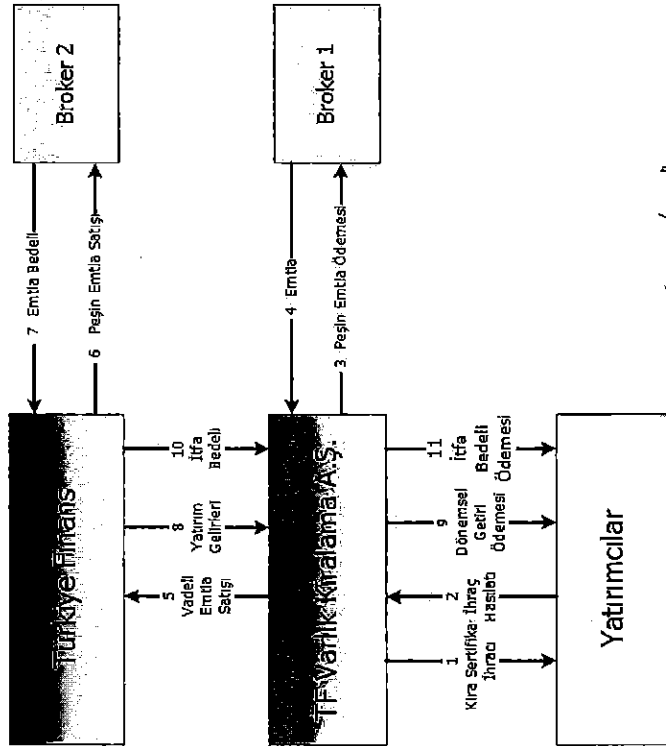 Türkiye Finans
Broker 2
7 Emtia Bedeli
6 Peşin Emtia Satışı
5
Vadeli
Emtia
Satışı
8
Yatırım
Gelirleri
10
İtfa
Bedeli
TF Varlık Kiralama A.Ş.
Broker 1
4 Emtia
3 Peşin Emtia Ödemesi
1
Kira Sertifika
İhracı
2
İhraç
Hasılatı
9
Dönemsel
Getiri
Ödemesi
11
İtfa
Bedeli
Ödemesi
Yatırımcılar